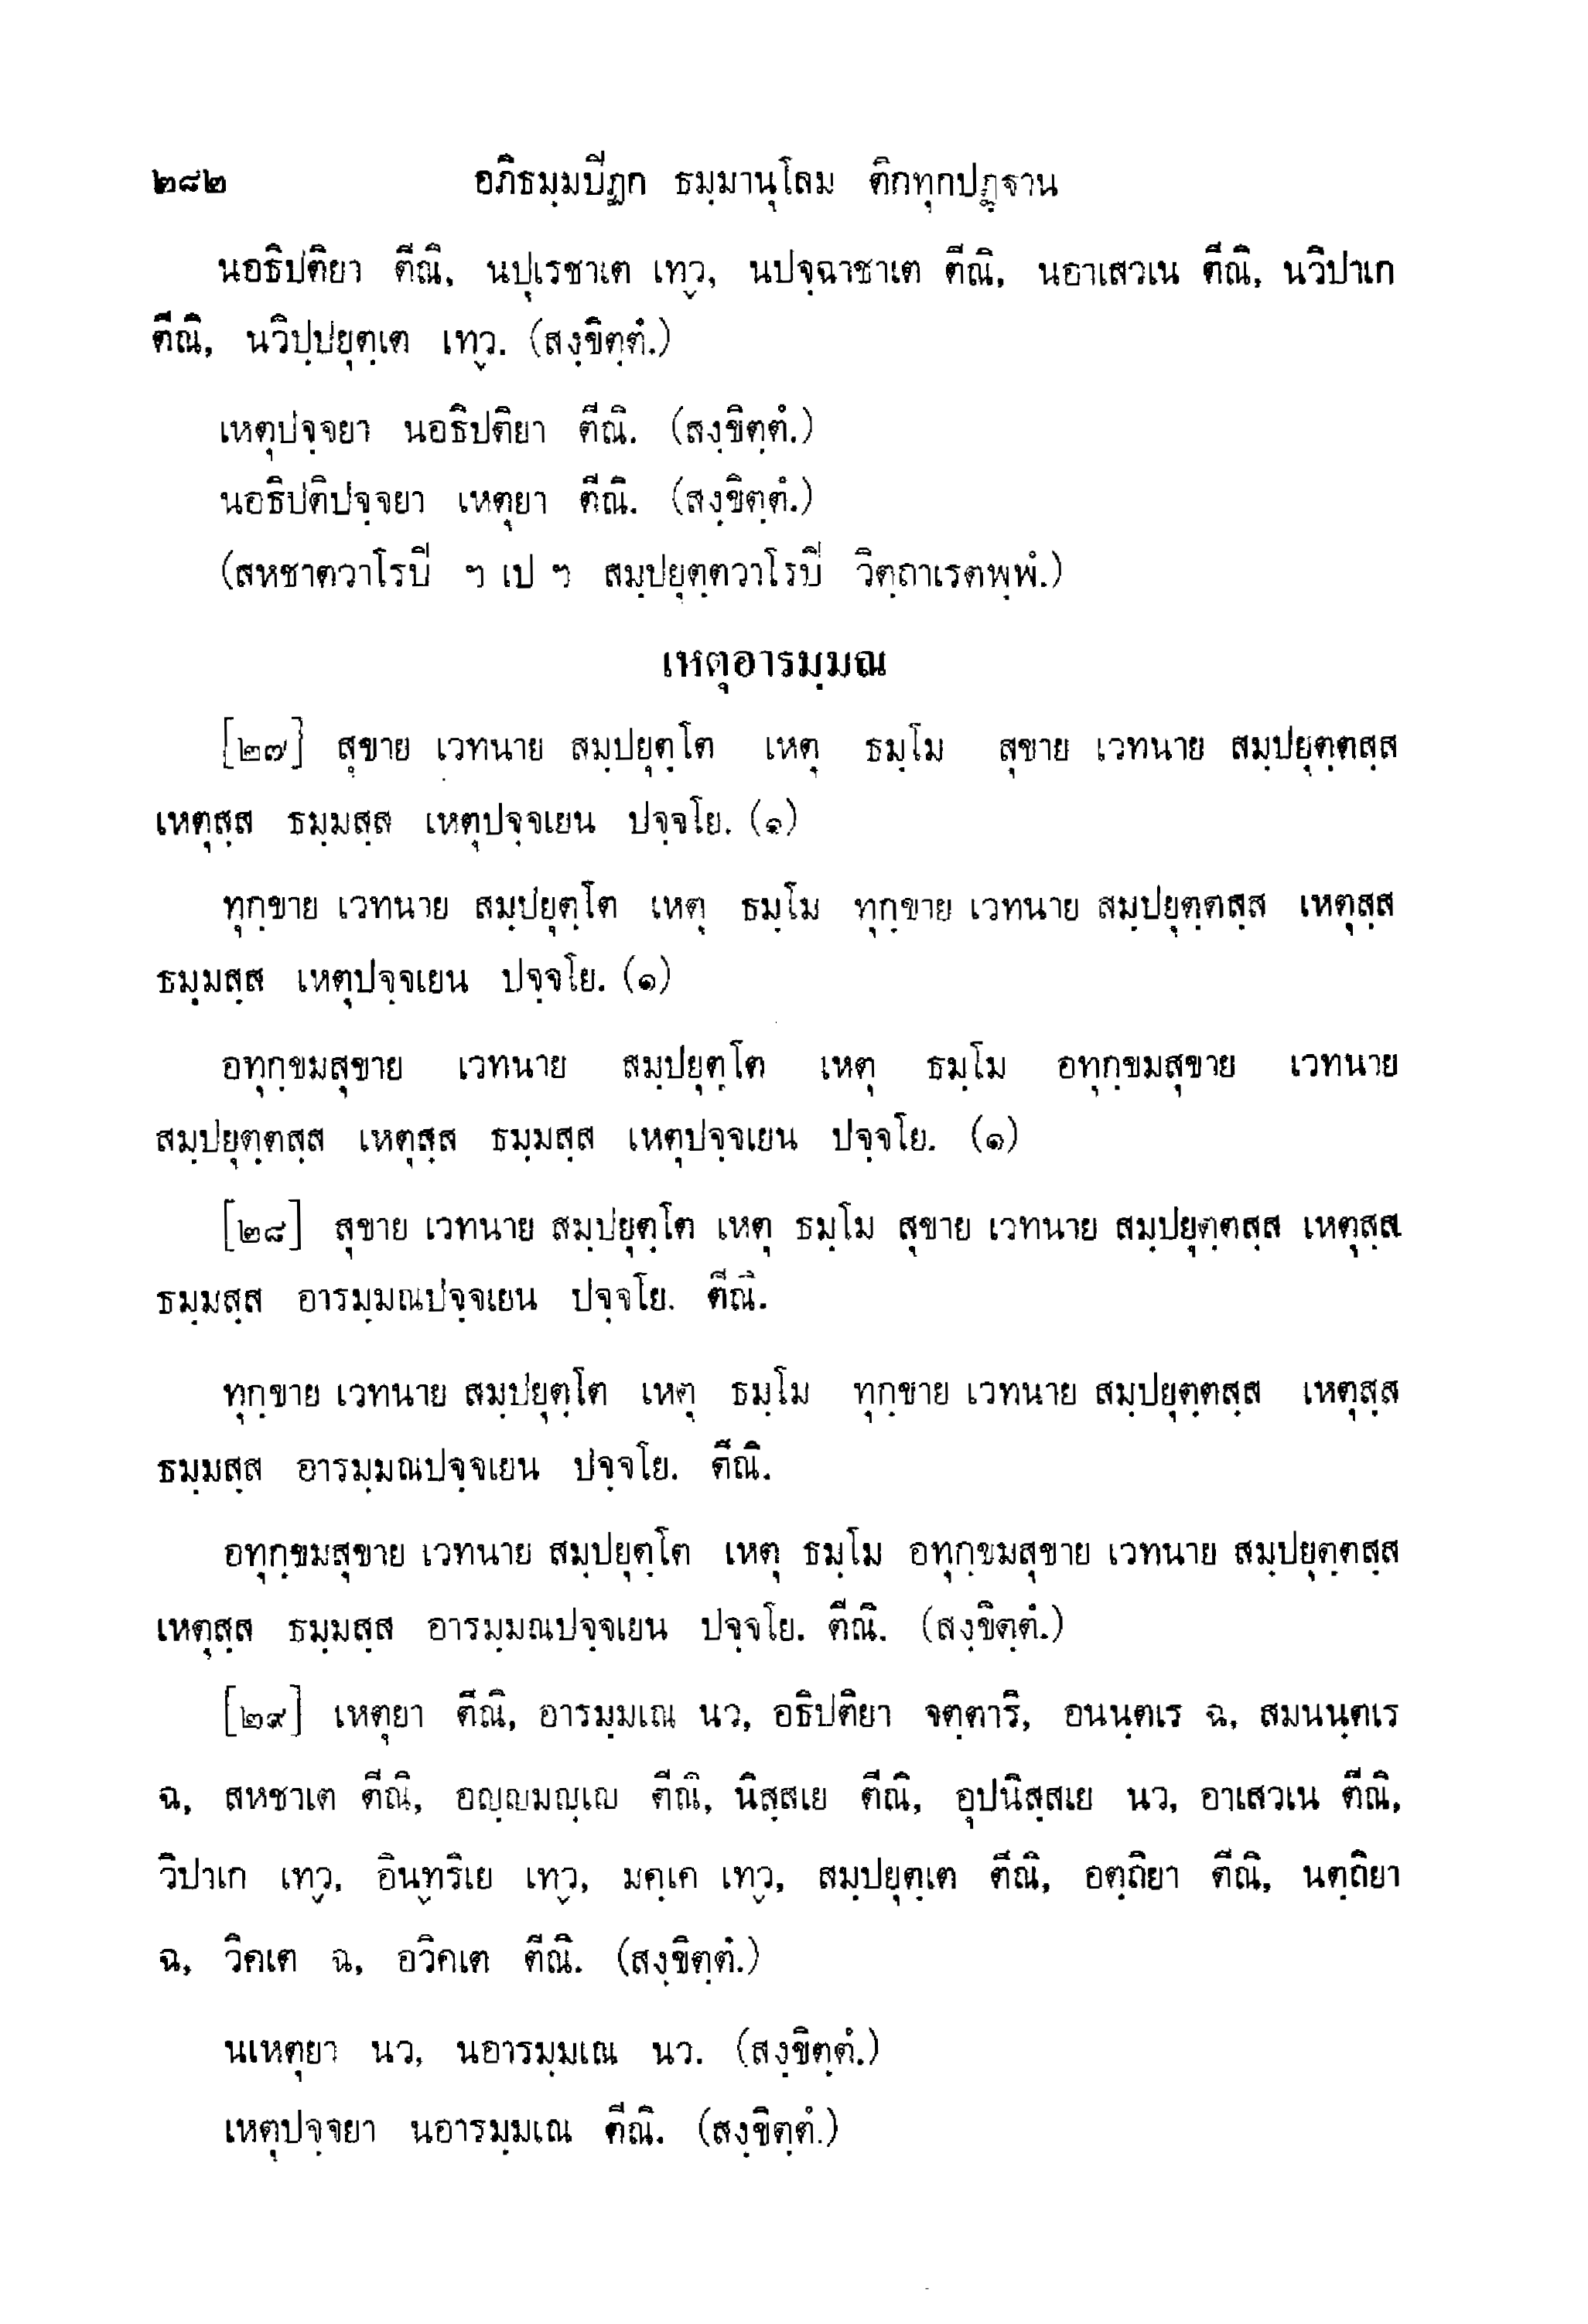 ๒๘๒ อภิธมฺมปีฏก ธมฺมานุโลม ติกทุกปฏฺฐาน
นอธิปติยา ตีณิ, นปุเรชาเต เทฺว, นปจฺฉาชาเต ตีณิ, นอาเสวเน ตีณิ, นวิปาเก
ตีณิ, นวิปฺปยุตฺเต เทฺว. (สงฺขิตฺตํ.)
เหตุปจฺจยา นอธิปติยา ตีณิ. (สงฺขิตฺตํ.)
นอธิปติปจฺจยา เหตุยา ตีณิ. (สงฺขิตฺตํ.)
(สหชาตวาโรปี ฯ เป ฯ สมฺปยุตฺตวาโรปี วิตฺถาเรตพฺพํ.)
เหตุอารมฺมณ
[๒๗] สุขาย เวทนาย สมฺปยุตฺโต เหตุ ธมฺโม สุขาย เวทนาย สมฺปยุตฺตสฺส
เหตุสฺส ธมฺมสฺส เหตุปจฺจเยน ปจฺจโย. (๑)
ทุกฺขาย เวทนาย สมฺปยุตฺโต เหตุ ธมฺโม ทุกฺขาย เวทนาย สมฺปยุตฺตสฺส เหตุสฺส
ธมฺมสฺส เหตุปจฺจเยน ปจฺจโย. (๑)
อทุกฺขมสุขาย เวทนาย สมฺปยุตฺโต เหตุ ธมฺโม อทุกฺขมสุขาย เวทนาย
สมฺปยุตฺตสฺส เหตุสฺส ธมฺมสฺส เหตุปจฺจเยน ปจฺจโย. (๑)
[๒๘] สุขาย เวทนาย สมฺปยุตฺโต เหตุ ธมฺโม สุขาย เวทนาย สมฺปยุตฺตสฺส เหตุสฺส
ธมฺมสฺส อารมฺมณปจฺจเยน ปจฺจโย. ตีณิ.
ทุกฺขาย เวทนาย สมฺปยุตฺโต เหตุ ธมฺโม ทุกฺขาย เวทนาย สมฺปยุตฺตสฺส เหตุสฺส
ธมฺมสฺส อารมฺมณปจฺจเยน ปจฺจโย. ตีณิ.
อทุกฺขมสุขาย เวทนาย สมฺปยุตฺโต เหตุ ธมฺโม อทุกฺขมสุขาย เวทนาย สมฺปยุตฺตสฺส
เหตุสฺส ธมฺมสฺส อารมฺมณปจฺจเยน ปจฺจโย. ตีณิ. (สงฺขิตฺตํ.)
[๒๙] เหตุยา ตีณิ, อารมฺมเณ นว, อธิปติยา จตฺตาริ, อนนฺตเร ฉ, สมนนฺตเร
ฉ, สหชาเต ตีณิ, อญฺญมญฺเญ ตีณิ, นิสฺสเย ตีณิ, อุปนิสฺสเย นว, อาเสวเน ตีณิ,
วิปาเก เทฺว, อินฺทฺริเย เทฺว, มคฺเค เทฺว, สมฺปยุตฺเต ตีณิ, อตฺถิยา ตีณิ, นตฺถิยา
ฉ, วิคเต ฉ, อวิคเต ตีณิ. (สงฺขิตฺตํ.)
นเหตุยา นว, นอารมฺมเณ นว. (สงฺขิตฺตํ.)
เหตุปจฺจยา นอารมฺมเณ ตีณิ. (สงฺขิตฺตํ.)